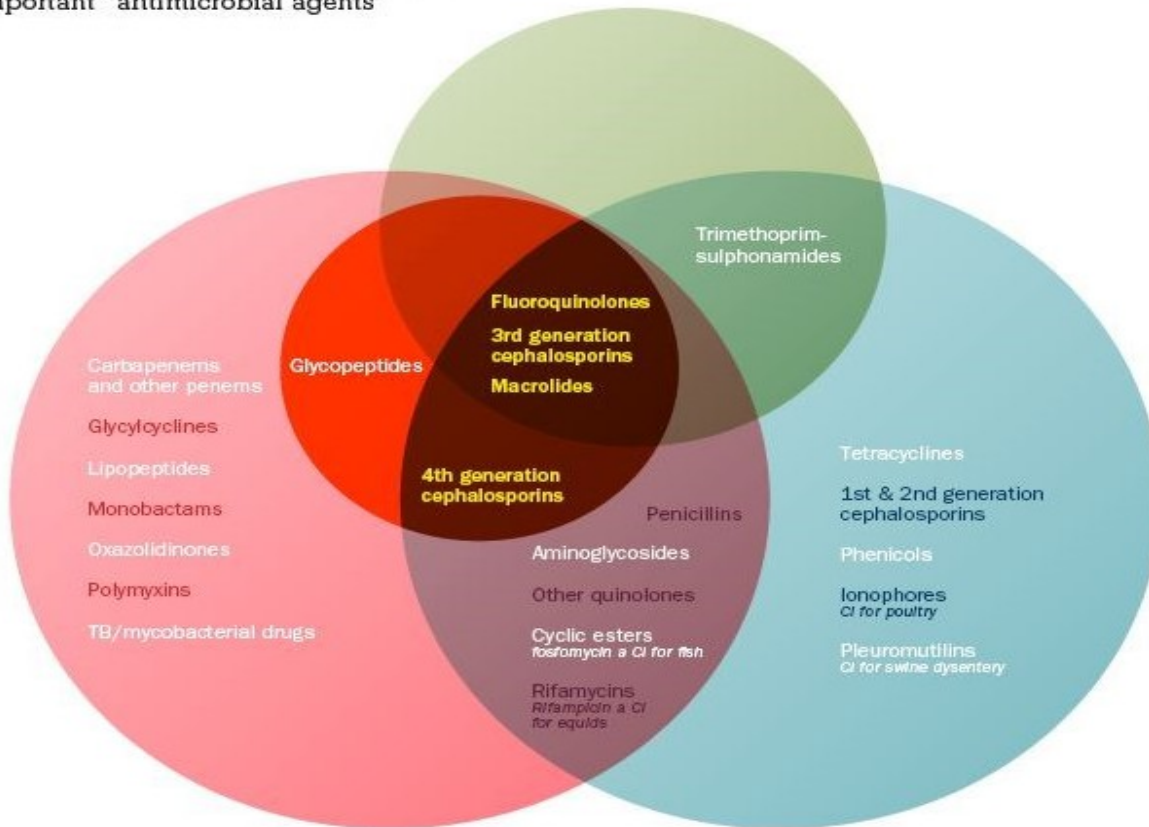 antimicrobial agents
Trimethoprim-
sulphonamides
Fluoroquinolones
3rd generation
cephalosporins
Macrolides
Glycopeptides
4th generation
cephalosporins
Carbapenems
and other penems
Glycylcyclines
Lipopeptides
Monobactams
Oxazolidinones
Polymyxins
TB/mycobacterial drugs
Penicillins
Aminoglycosides
Other quinolones
Cyclic esters
fosfomycin a CI for fish
Rifamycins
Rifampicin a CI
for equids
Tetracyclines
1st & 2nd generation
cephalosporins
Phenicols
Ionophores
CI for poultry
Pleuromutilins
CI for swine dysentery